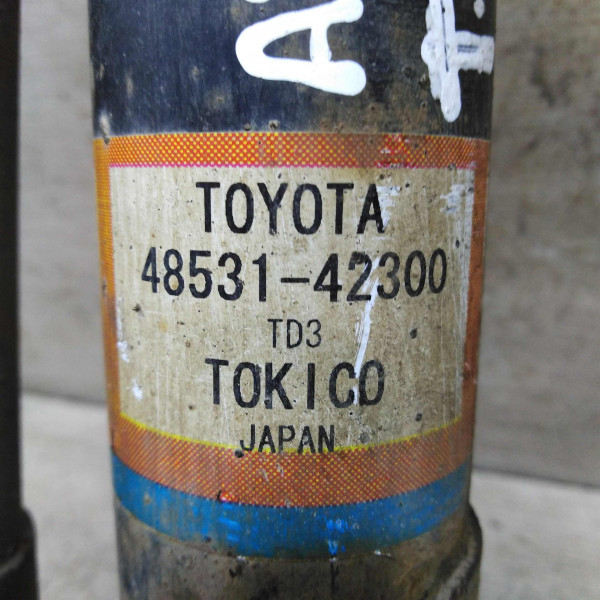 TOYOTA
48531-42300
TD3
TOKICO
JAPAN